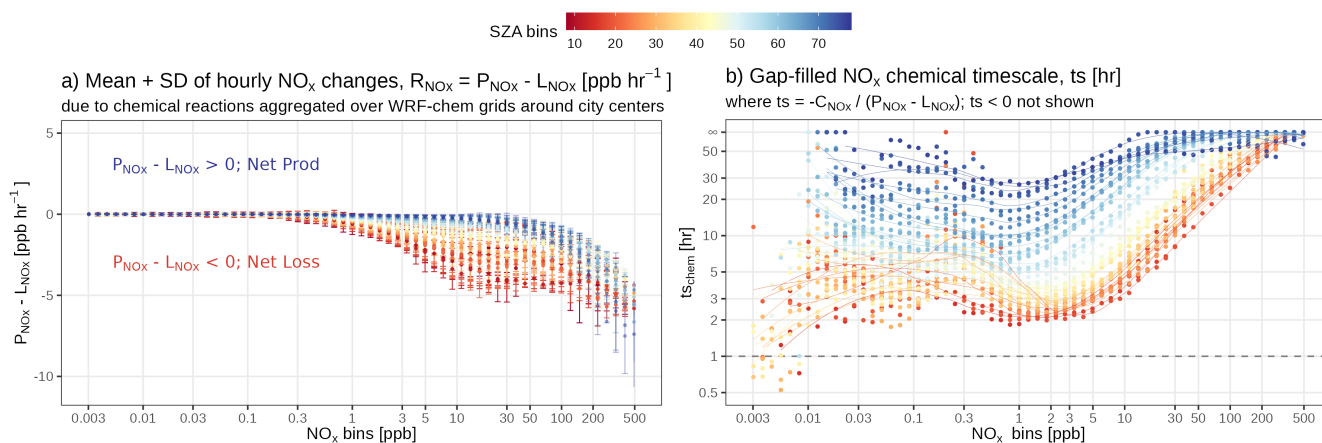 SZA bins
10 20 30 40 50 60 70
a) Mean + SD of hourly NOx changes, RNOx = PNOx - LNOx [ppb hr⁻¹ ]
due to chemical reactions aggregated over WRF-chem grids around city centers
PNOx - LNOx > 0; Net Prod
PNOx - LNOx < 0; Net Loss
5
0
-5
-10
PNOx - LNOx [ppb hr⁻¹ ]
0.003 0.01 0.03 0.1 0.3 1 3 5 10 30 50 100 200 500
NOx bins [ppb]
b) Gap-filled NOx chemical timescale, ts [hr]
where ts = -CNOx / (PNOx - LNOx); ts < 0 not shown
∞
50
30
20
10
5
3
2
1
0.5
tschem [hr]
0.003 0.01 0.03 0.1 0.3 1 2 3 5 10 30 50 100 200 500
NOx bins [ppb]